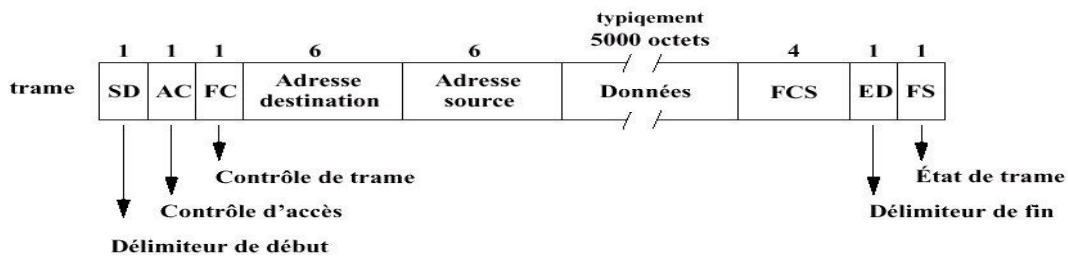 typiqement
5000 octets
1 1 1 6 6 4 1 1
trame SD AC FC Adresse destination Adresse source Données FCS ED FS
Contrôle de trame
État de trame
Contrôle d'accès
Délimiteur de fin
Délimiteur de début